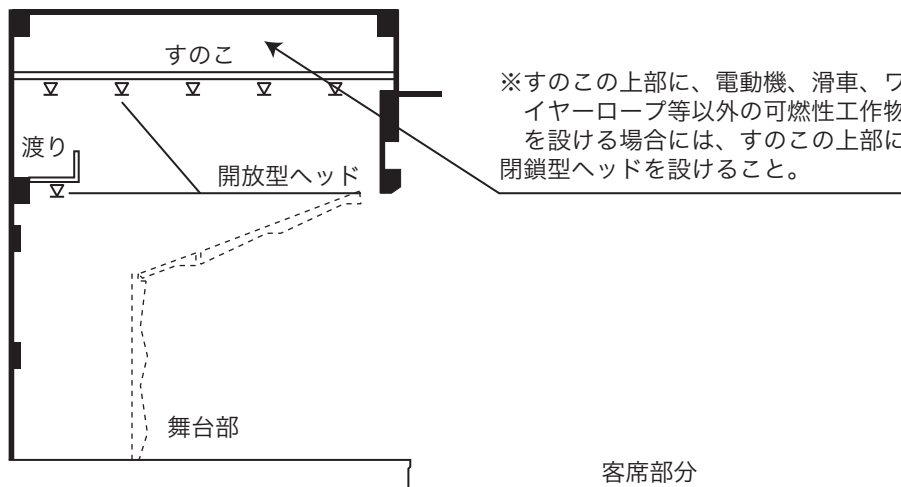 すのこ
※すのこの上部に、電動機、滑車、ワ
イヤーロープ等以外の可燃性工作物
を設ける場合には、すのこの上部に
閉鎖型ヘッドを設けること。
渡り
開放型ヘッド
舞台部
客席部分